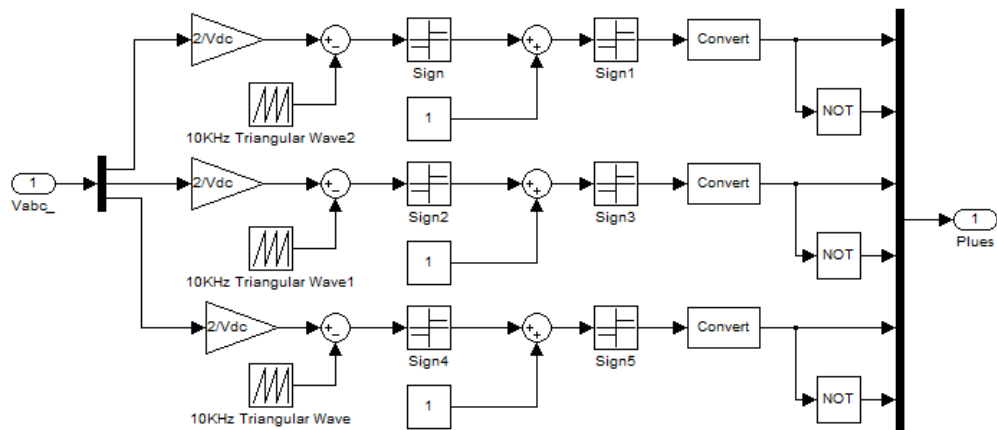 2/Vdc
Sign
Sign1
Convert
1
NOT
10KHz Triangular Wave2
1
Vabc_
2/Vdc
Sign2
Sign3
Convert
1
NOT
10KHz Triangular Wave1
1
Plues
2/Vdc
Sign4
Sign5
Convert
1
NOT
10KHz Triangular Wave